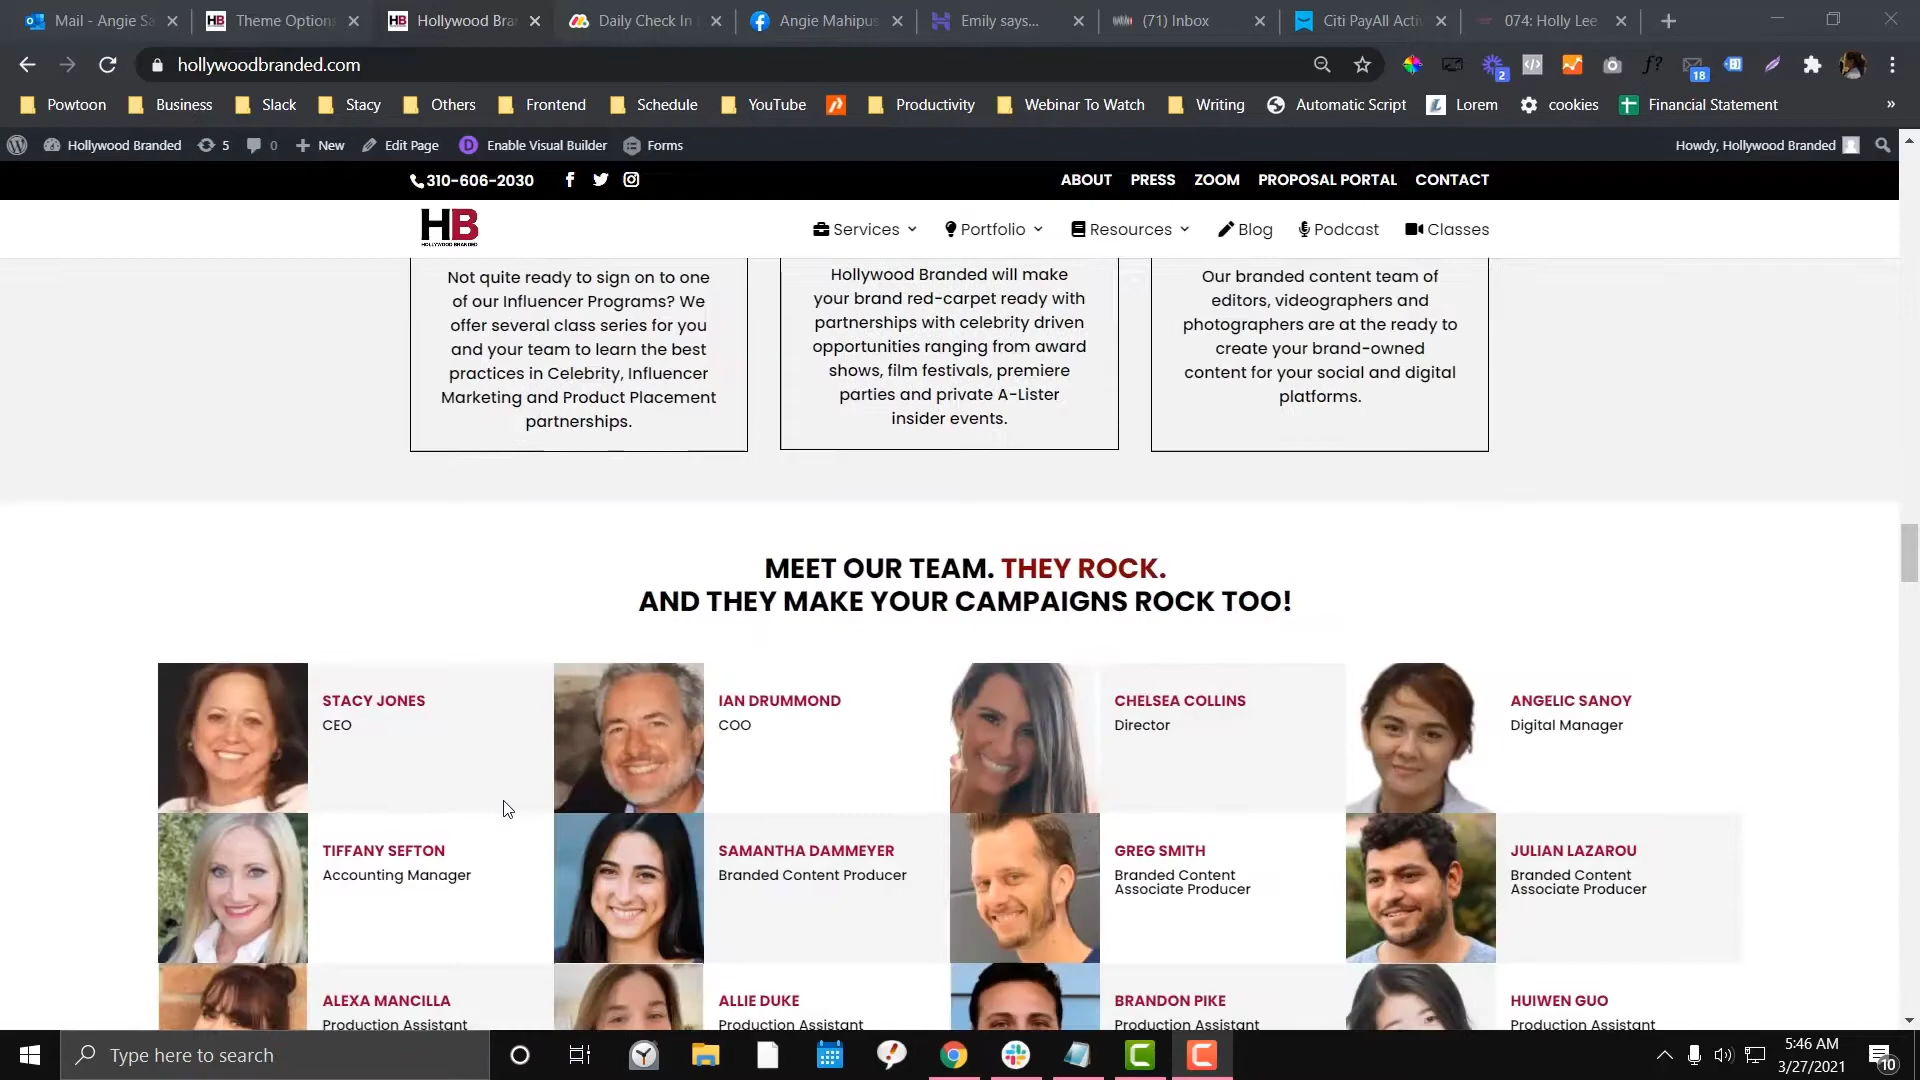 Mail - Angie Sa
Theme Options
Hollywood Bra
Daily Check In
Angie Mahipus
Emily says...
(71) Inbox
Citi PayAll Acti
074: Holly Lee
hollywoodbranded.com
2
18
Powtoon
Business
Slack
Stacy
Others
Frontend
Schedule
YouTube
Productivity
Webinar To Watch
Writing
Automatic Script
Lorem
cookies
Financial Statement
Hollywood Branded
5
0
New
Edit Page
Enable Visual Builder
Forms
Howdy, Hollywood Branded
310-606-2030
ABOUT
PRESS
ZOOM
PROPOSAL PORTAL
CONTACT
HB
HOLLYWOOD BRANDED
Services
Portfolio
Resources
Blog
Podcast
Classes
Not quite ready to sign on to one
of our Influencer Programs? We
offer several class series for you
and your team to learn the best
practices in Celebrity, Influencer
Marketing and Product Placement
partnerships.
Hollywood Branded will make
your brand red-carpet ready with
partnerships with celebrity driven
opportunities ranging from award
shows, film festivals, premiere
parties and private A-Lister
insider events.
Our branded content team of
editors, videographers and
photographers are at the ready to
create your brand-owned
content for your social and digital
platforms.
MEET OUR TEAM. THEY ROCK.
AND THEY MAKE YOUR CAMPAIGNS ROCK TOO!
STACY JONES
CEO
IAN DRUMMOND
COO
CHELSEA COLLINS
Director
ANGELIC SANOY
Digital Manager
TIFFANY SEFTON
Accounting Manager
SAMANTHA DAMMEYER
Branded Content Producer
GREG SMITH
Branded Content
Associate Producer
JULIAN LAZAROU
Branded Content
Associate Producer
ALEXA MANCILLA
Production Assistant
ALLIE DUKE
Production Assistant
BRANDON PIKE
Production Assistant
HUIWEN GUO
Production Assistant
Type here to search
5:46 AM
3/27/2021
10